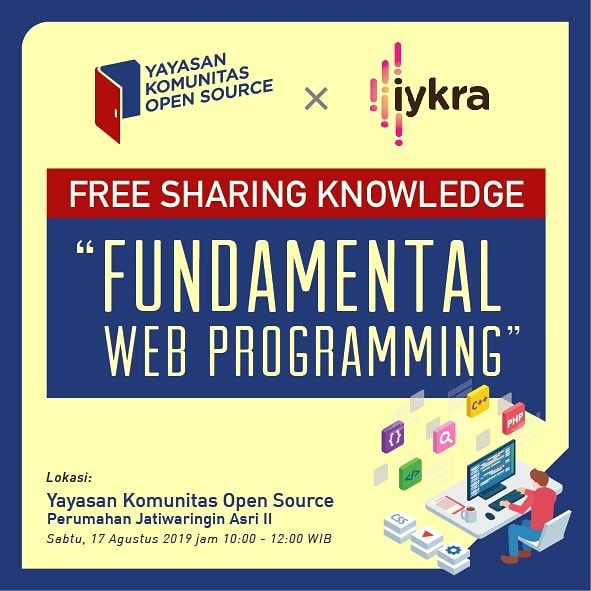 YAYASAN
KOMUNITAS
OPEN SOURCE
×
iykra
FREE SHARING KNOWLEDGE
“FUNDAMENTAL
WEB PROGRAMMING”
C++
PHP
{}
</>
CSS
Lokasi:
Yayasan Komunitas Open Source
Perumahan Jatiwaringin Asri II
Sabtu, 17 Agustus 2019 jam 10:00 - 12:00 WIB